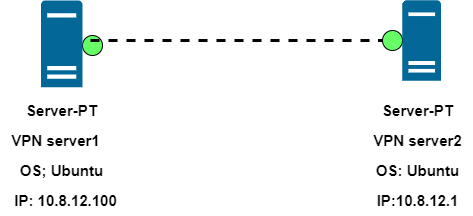 Server-PT
VPN server1
OS; Ubuntu
IP: 10.8.12.100
Server-PT
VPN server2
OS: Ubuntu
IP:10.8.12.1